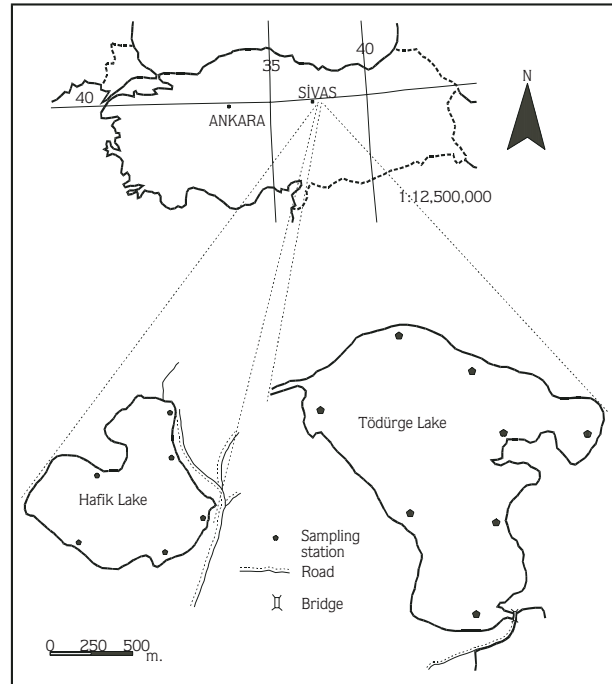 40
35
N
40
SİVAS
ANKARA
1:12,500,000
Tödürge Lake
Hafik Lake
Sampling
station
Road
Bridge
0 250 500
m.